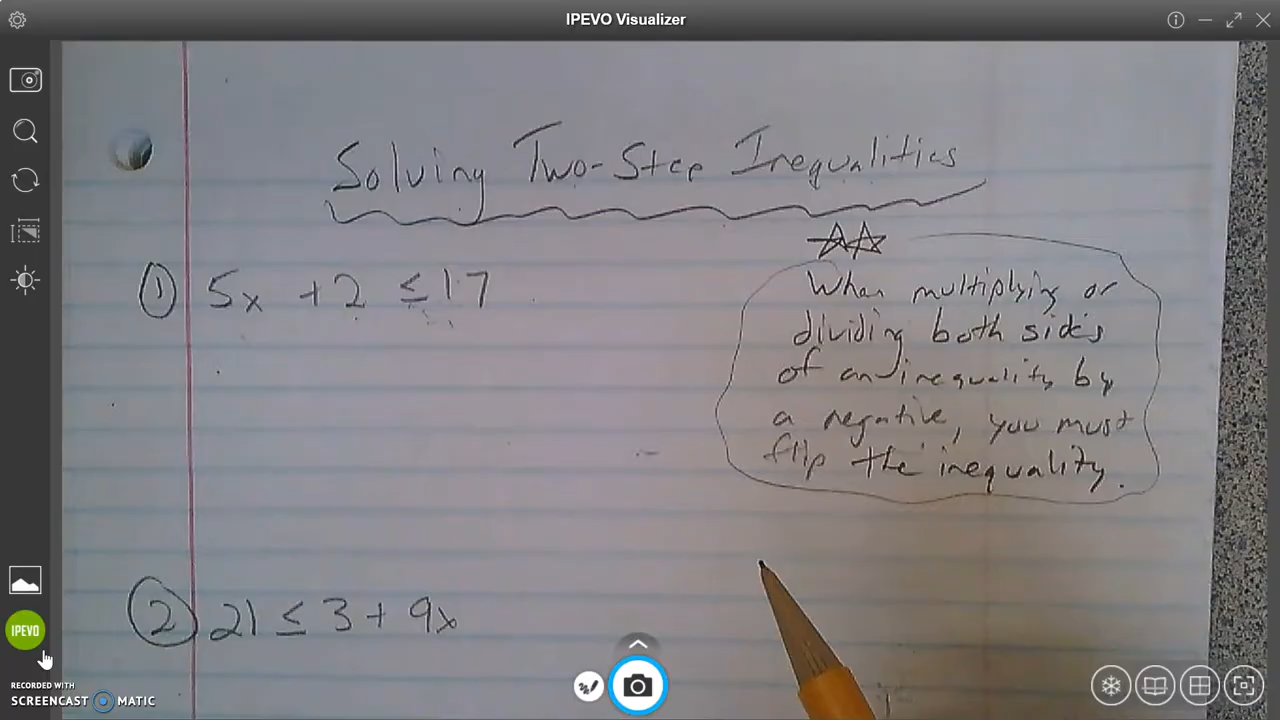 IPEVO Visualizer
Solving Two-Step Inequalities
① 5x + 2 ≤ 17
When multiplying or
dividing both sides
of an inequality by
a negative, you must
flip the inequality.
② 21 ≤ 3 + 9x
IPEVO
RECORDED WITH
SCREENCAST MATIC